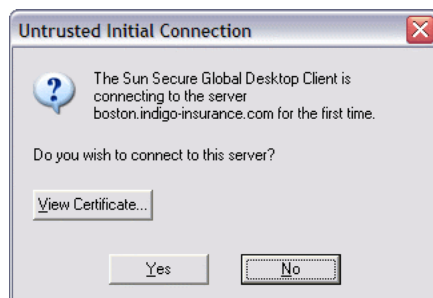 Untrusted Initial Connection
The Sun Secure Global Desktop Client is
connecting to the server
boston.indigo-insurance.com for the first time.
Do you wish to connect to this server?
View Certificate...
Yes No